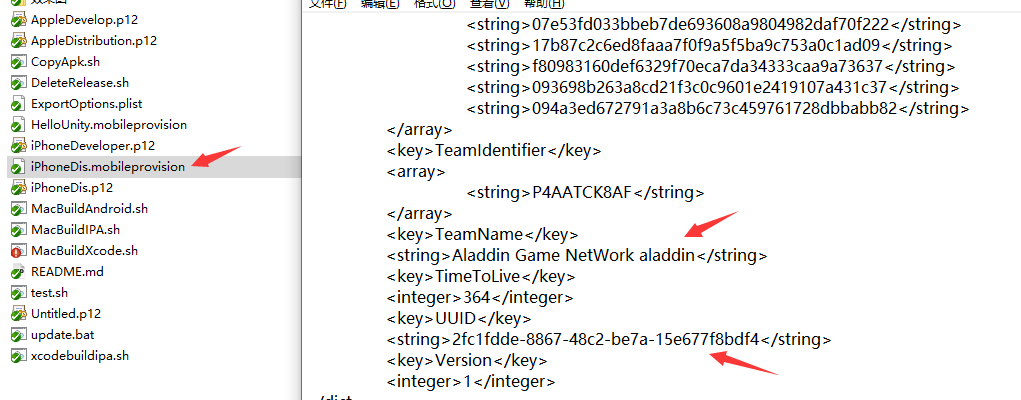 AppleDevelop.p12
AppleDistribution.p12
CopyApk.sh
DeleteRelease.sh
ExportOptions.plist
HelloUnity.mobileprovision
iPhoneDeveloper.p12
iPhoneDis.mobileprovision
iPhoneDis.p12
MacBuildAndroid.sh
MacBuildIPA.sh
MacBuildXcode.sh
README.md
test.sh
Untitled.p12
update.bat
xcodebuildipa.sh
文件(F) 编辑(E) 格式(O) 查看(V) 帮助(H)
<string>07e53fd033bbeb7de693608a9804982daf70f222</string>
<string>17b87c2c6ed8faaa7f0f9a5f5ba9c753a0c1ad09</string>
<string>f80983160def6329f70eca7da34333caa9a73637</string>
<string>093698b263a8cd21f3c0c9601e2419107a431c37</string>
<string>094a3ed672791a3a8b6c73c459761728dbbabb82</string>
</array>
<key>TeamIdentifier</key>
<array>
<string>P4AATCK8AF</string>
</array>
<key>TeamName</key>
<string>Aladdin Game NetWork aladdin</string>
<key>TimeToLive</key>
<integer>364</integer>
<key>UUID</key>
<string>2fc1fdde-8867-48c2-be7a-15e677f8bdf4</string>
<key>Version</key>
<integer>1</integer>